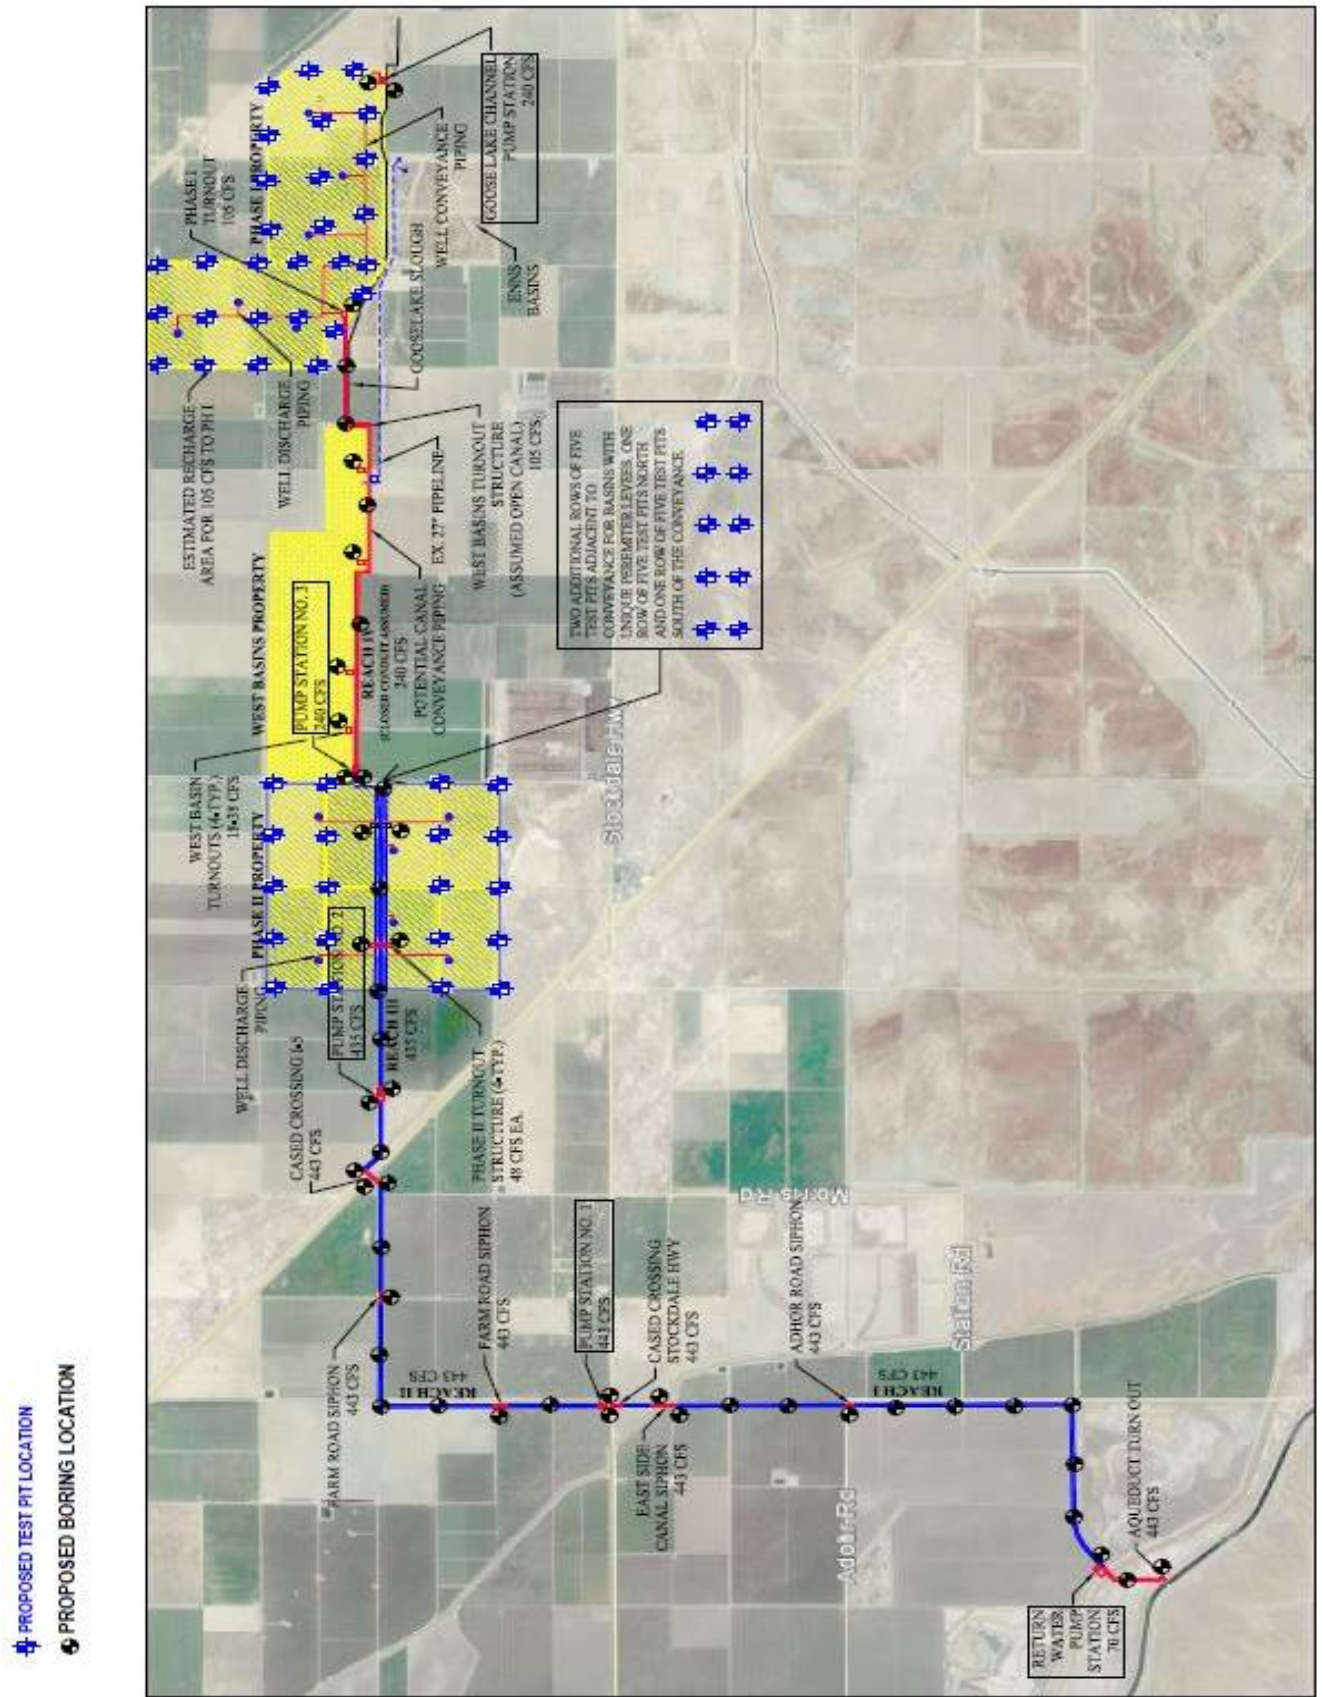 PROPOSED TEST PIT LOCATION
PROPOSED BORING LOCATION
PHASE I
TURNOUT
105 CFS
PHASE I PROPERTY
GOOSE LAKE CHANNEL
PUMP STATION
240 CFS
WELL CONVEYANCE
PIPING
ENNS
BASINS
GOOSELAKE SLOUGH
ESTIMATED RECHARGE
AREA FOR 105 CFS TO PH I
WELL DISCHARGE
PIPING
WEST BASINS TURNOUT
STRUCTURE
(ASSUMED OPEN CANAL)
105 CFS
EX. 27" PIPELINE
WEST BASINS PROPERTY
PUMP STATION NO. 3
240 CFS
REACH IV
(CLOSED CONDUIT ASSUMED)
240 CFS
POTENTIAL CANAL
CONVEYANCE PIPING
TWO ADDITIONAL ROWS OF FIVE
TEST PITS ADJACENT TO
CONVEYANCE FOR BASINS WITH
UNIQUE PERIMITER LEVEES. ONE
ROW OF FIVE TEST PITS NORTH
AND ONE ROW OF FIVE TEST PITS
SOUTH OF THE CONVEYANCE.
WEST BASIN
TURNOUTS (4-TYP.)
18-38 CFS
PHASE II PROPERTY
WELL DISCHARGE
PIPING
PUMP STATION NO. 2
435 CFS
REACH III
435 CFS
CASED CROSSING I-5
443 CFS
PHASE II TURNOUT
STRUCTURE (4-TYP.)
48 CFS EA.
Stockdale Hwy
FARM ROAD SIPHON
443 CFS
REACH II
443 CFS
FARM ROAD SIPHON
443 CFS
PUMP STATION NO. 1
443 CFS
CASED CROSSING
STOCKDALE HWY
443 CFS
EAST SIDE
CANAL SIPHON
443 CFS
Morris Rd
ADHOR ROAD SIPHON
443 CFS
Adohr Rd
REACH I
443 CFS
Station Rd
AQUEDUCT TURN OUT
443 CFS
RETURN
WATER
PUMP
STATION
70 CFS